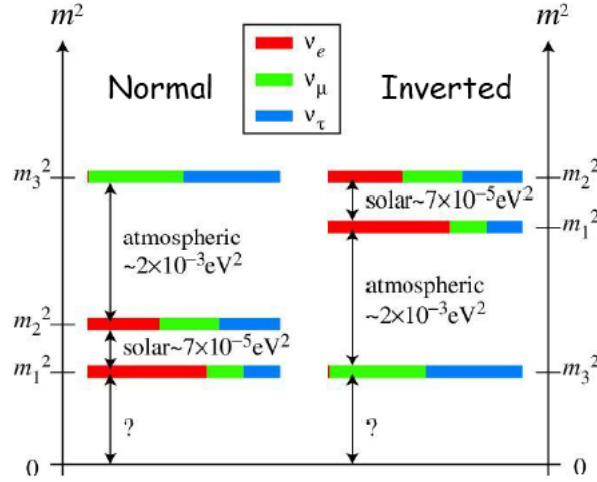 m²
m²
ν_e
ν_μ
ν_τ
Normal
Inverted
m₃²
atmospheric
~2×10⁻³eV²
m₂²
solar~7×10⁻⁵eV²
m₁²
?
0
m₂²
solar~7×10⁻⁵eV²
m₁²
atmospheric
~2×10⁻³eV²
m₃²
?
0